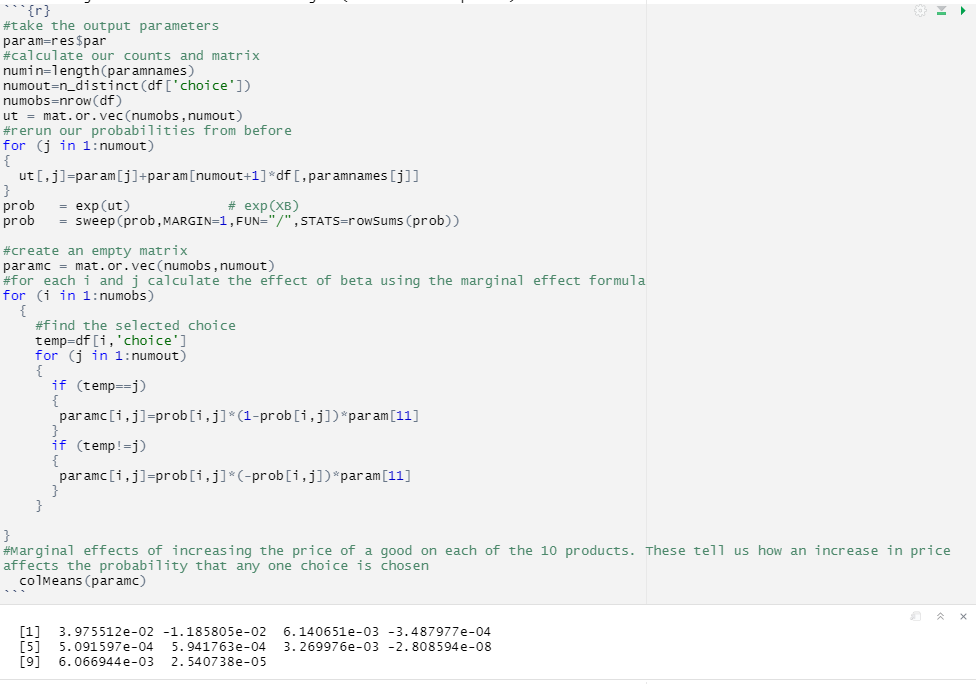 ```{r}
#take the output parameters
param=res$par
#calculate our counts and matrix
numin=length(paramnames)
numout=n_distinct(df['choice'])
numobs=nrow(df)
ut = mat.or.vec(numobs,numout)
#rerun our probabilities from before
for (j in 1:numout)
{
  ut[,j]=param[j]+param[numout+1]*df[,paramnames[j]]
}
prob   = exp(ut)            # exp(XB)
prob   = sweep(prob,MARGIN=1,FUN="/",STATS=rowSums(prob))
#create an empty matrix
paramc = mat.or.vec(numobs,numout)
#for each i and j calculate the effect of beta using the marginal effect formula
for (i in 1:numobs)
  {
    #find the selected choice
    temp=df[i,'choice']
    for (j in 1:numout)
    {
      if (temp==j)
      {
       paramc[i,j]=prob[i,j]*(1-prob[i,j])*param[11]
      }
      if (temp!=j)
      {
       paramc[i,j]=prob[i,j]*(-prob[i,j])*param[11]
      }
    }
}
#Marginal effects of increasing the price of a good on each of the 10 products. These tell us how an increase in price
affects the probability that any one choice is chosen
  colMeans(paramc)
```
[1]  3.975512e-02 -1.185805e-02  6.140651e-03 -3.487977e-04
[5]  5.091597e-04  5.941763e-04  3.269976e-03 -2.808594e-08
[9]  6.066944e-03  2.540738e-05